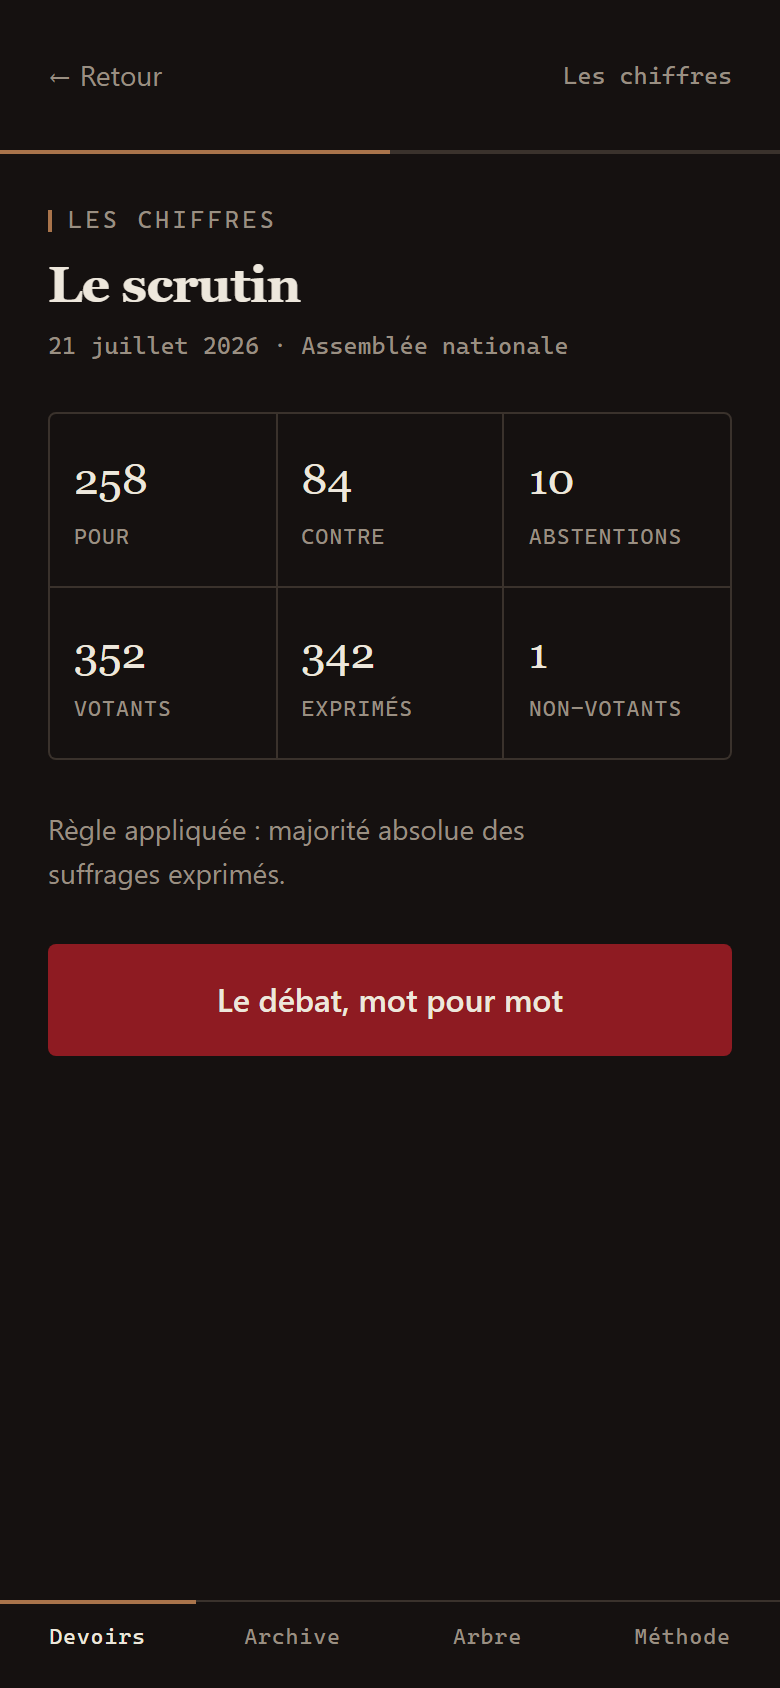 ← Retour
Les chiffres
LES CHIFFRES
Le scrutin
21 juillet 2026 · Assemblée nationale
258
POUR
84
CONTRE
10
ABSTENTIONS
352
VOTANTS
342
EXPRIMÉS
1
NON-VOTANTS
Règle appliquée : majorité absolue des
suffrages exprimés.
Le débat, mot pour mot
Devoirs
Archive
Arbre
Méthode